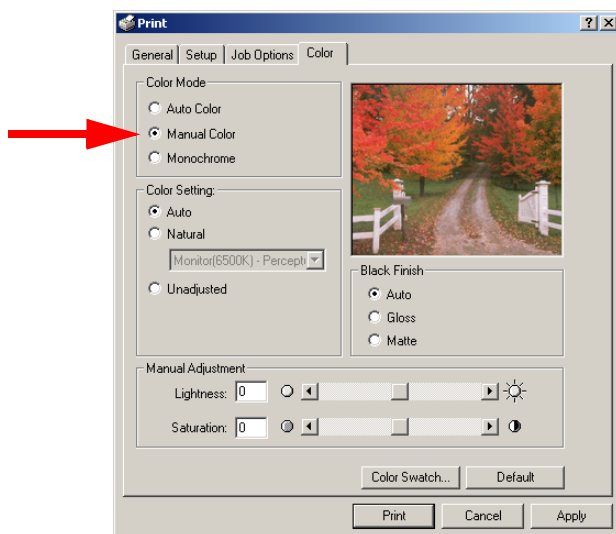 Print
General Setup Job Options Color
Color Mode
Auto Color
Manual Color
Monochrome
Color Setting:
Auto
Natural
Monitor(6500K) - Percept
Unadjusted
Black Finish
Auto
Gloss
Matte
Manual Adjustment
Lightness: 0
Saturation: 0
Color Swatch... Default
Print Cancel Apply